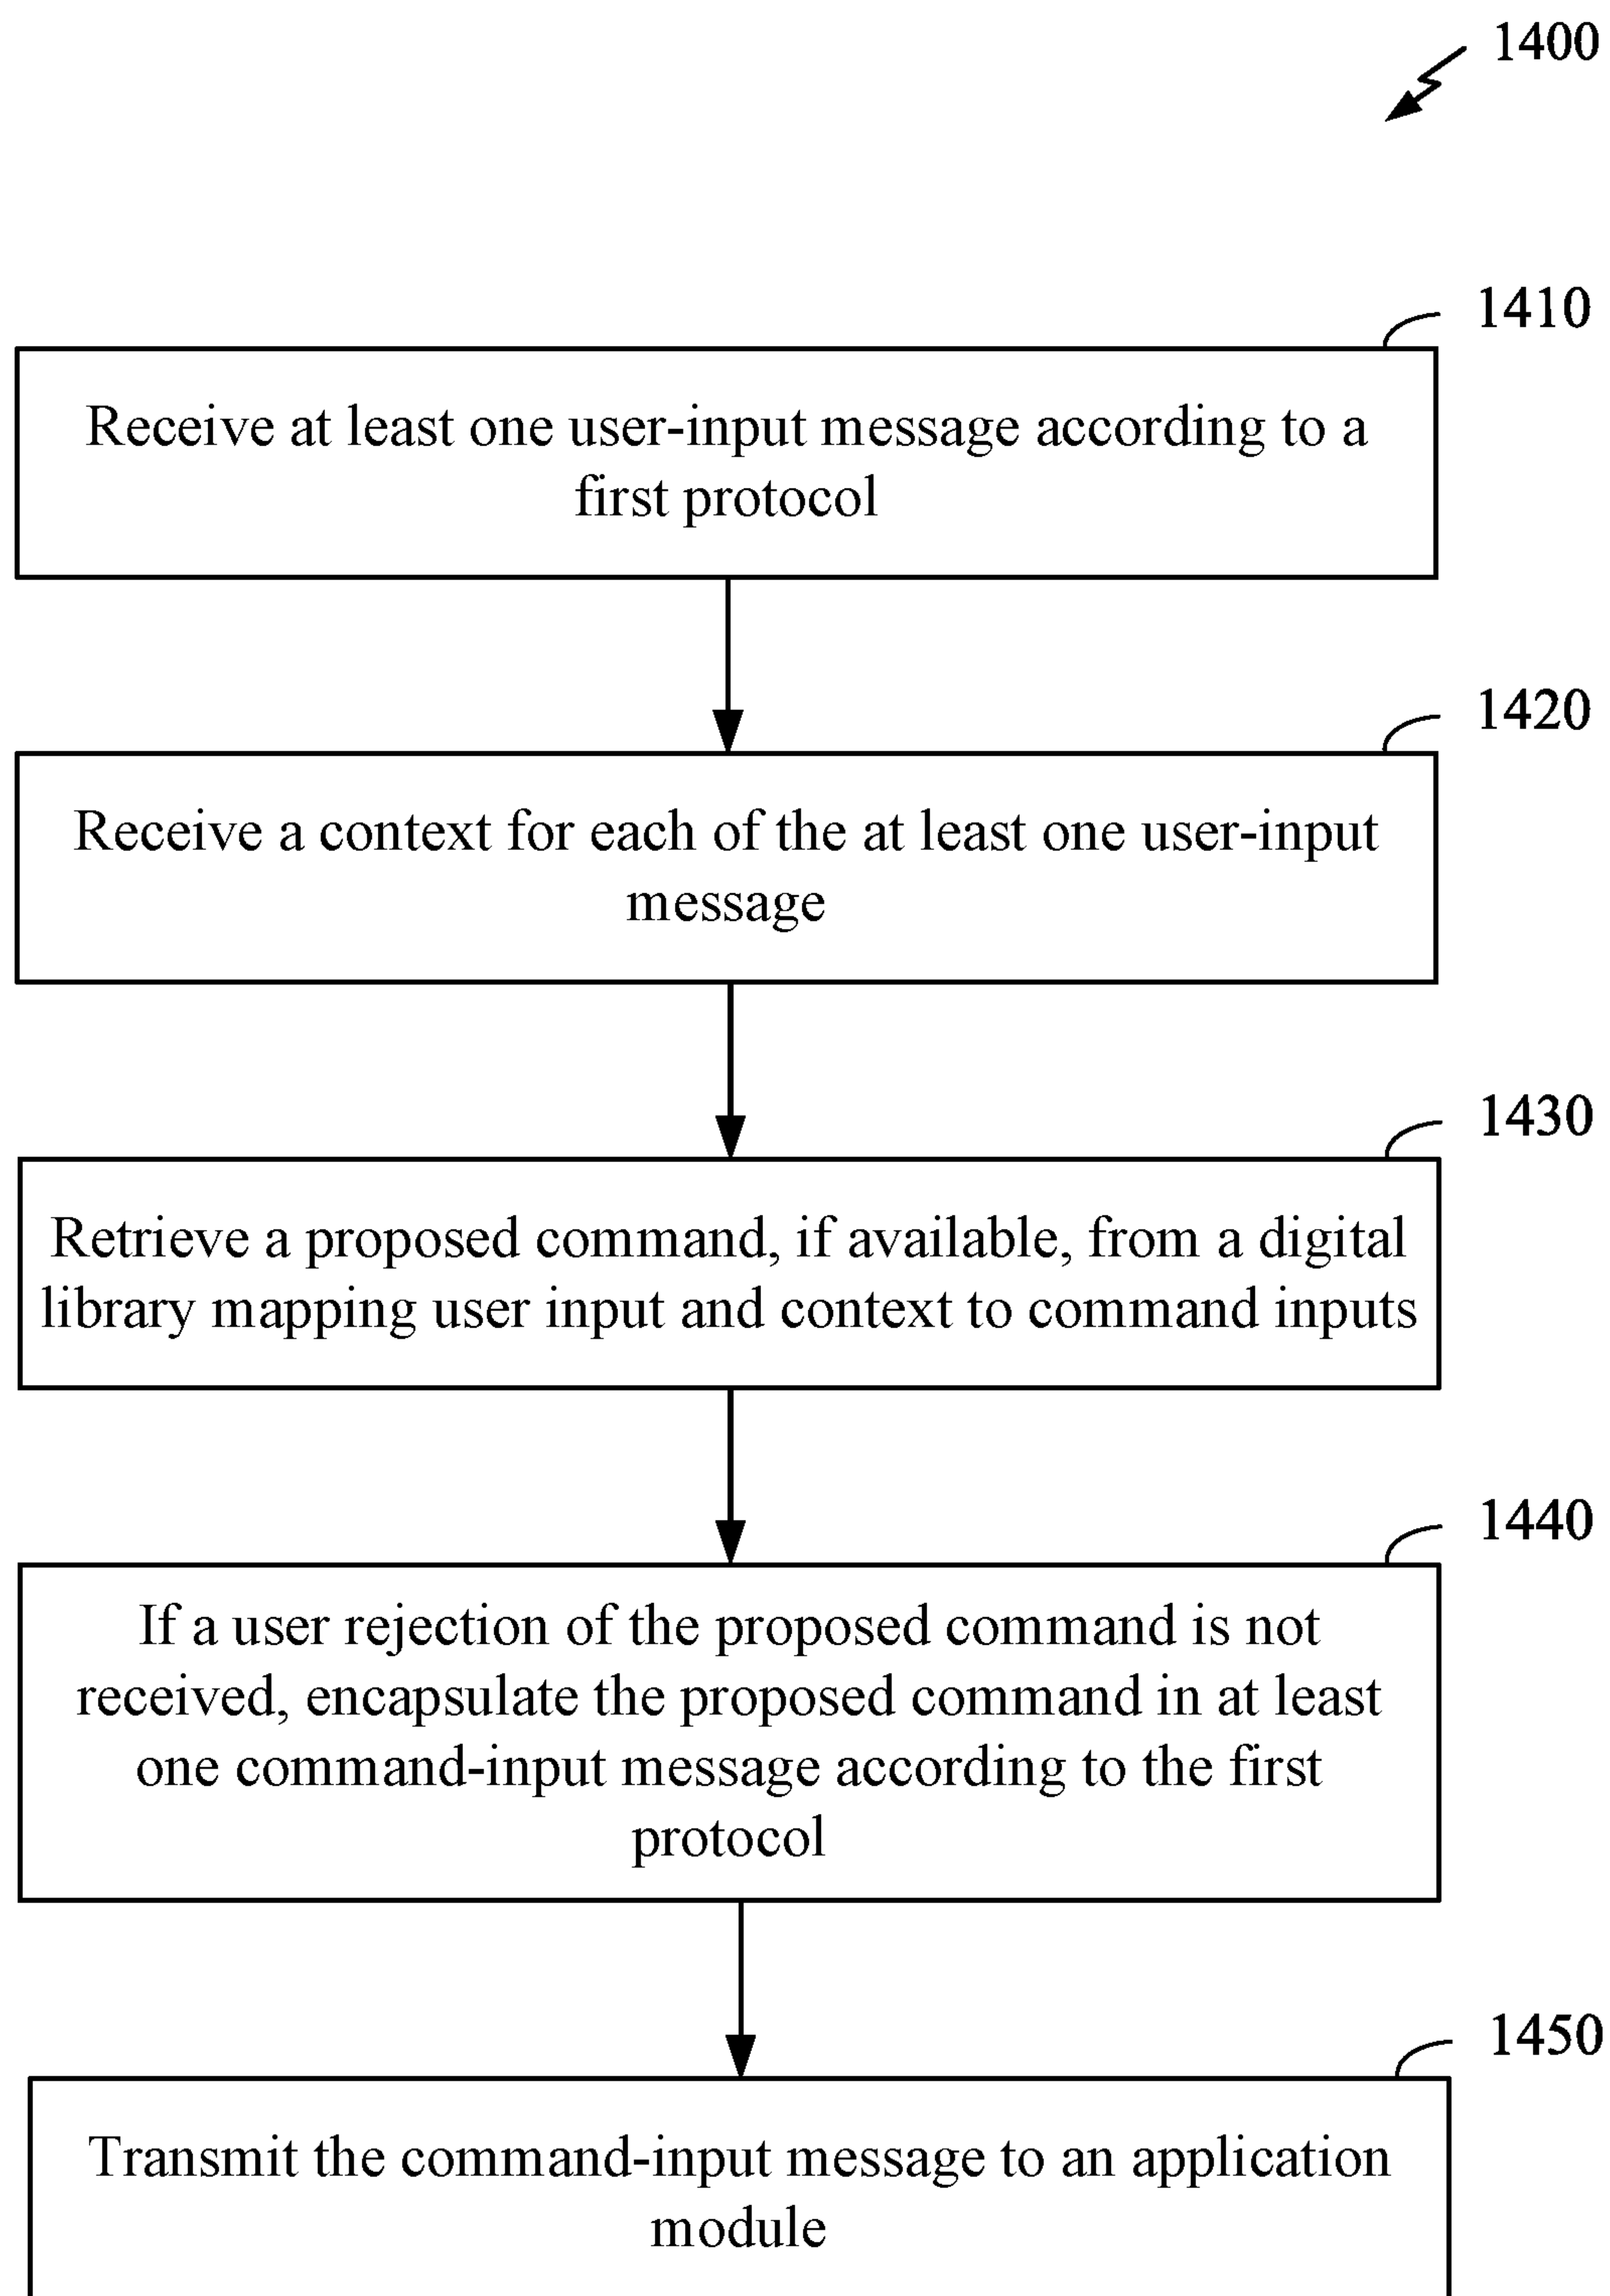 1400
1410
Receive at least one user-input message according to a
first protocol
1420
Receive a context for each of the at least one user-input
message
1430
Retrieve a proposed command, if available, from a digital
library mapping user input and context to command inputs
1440
If a user rejection of the proposed command is not
received, encapsulate the proposed command in at least
one command-input message according to the first
protocol
1450
Transmit the command-input message to an application
module